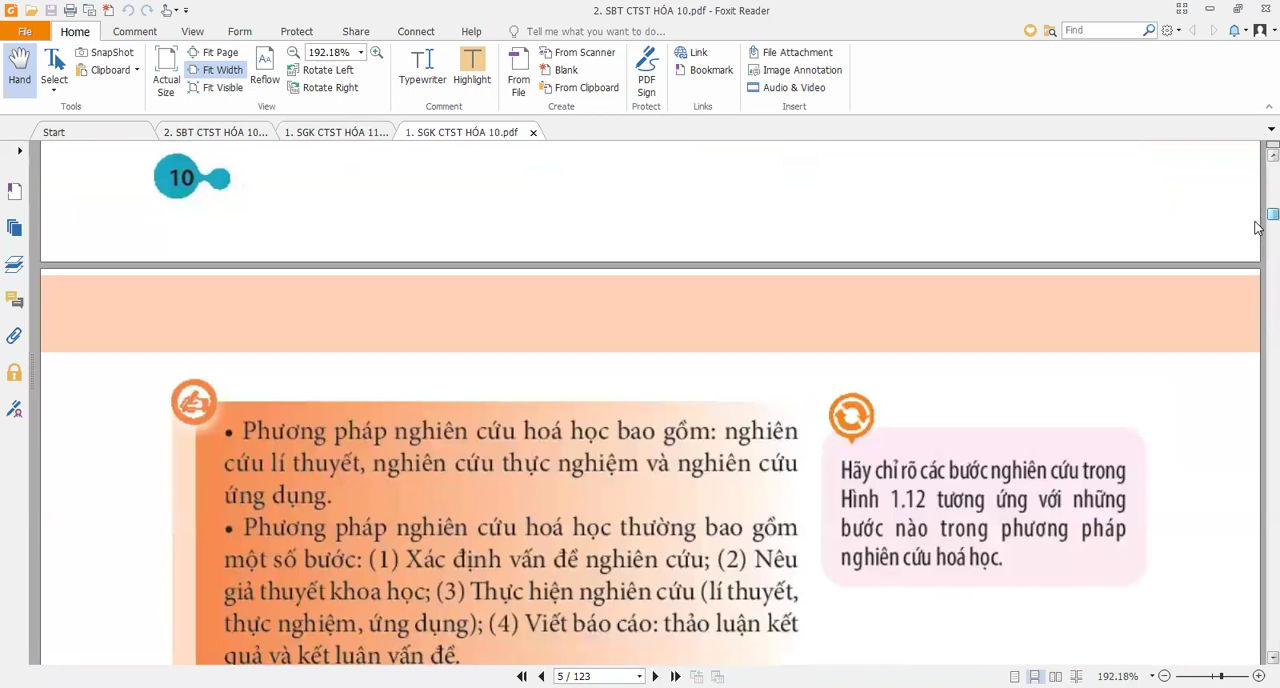 2. SBT CTST HÓA 10.pdf - Foxit Reader
File Home Comment View Form Protect Share Connect Help Tell me what you want to do... Find
Hand
Select
SnapShot
Clipboard
Tools
Actual Size
Fit Page
Fit Width
Fit Visible
Reflow
192.18%
Rotate Left
Rotate Right
View
Typewriter
Highlight
Comment
From File
From Scanner
Blank
From Clipboard
Create
PDF Sign
Protect
Link
Bookmark
Links
File Attachment
Image Annotation
Audio & Video
Insert
Start 2. SBT CTST HÓA 10... 1. SGK CTST HÓA 11... 1. SGK CTST HÓA 10.pdf
10
• Phương pháp nghiên cứu hoá học bao gồm: nghiên
cứu lí thuyết, nghiên cứu thực nghiệm và nghiên cứu
ứng dụng.
• Phương pháp nghiên cứu hoá học thường bao gồm
một số bước: (1) Xác định vấn đề nghiên cứu; (2) Nêu
giả thuyết khoa học; (3) Thực hiện nghiên cứu (lí thuyết,
thực nghiệm, ứng dụng); (4) Viết báo cáo: thảo luận kết
quả và kết luận vấn đề.
Hãy chỉ rõ các bước nghiên cứu trong
Hình 1.12 tương ứng với những
bước nào trong phương pháp
nghiên cứu hoá học.
5 / 123
192.18%